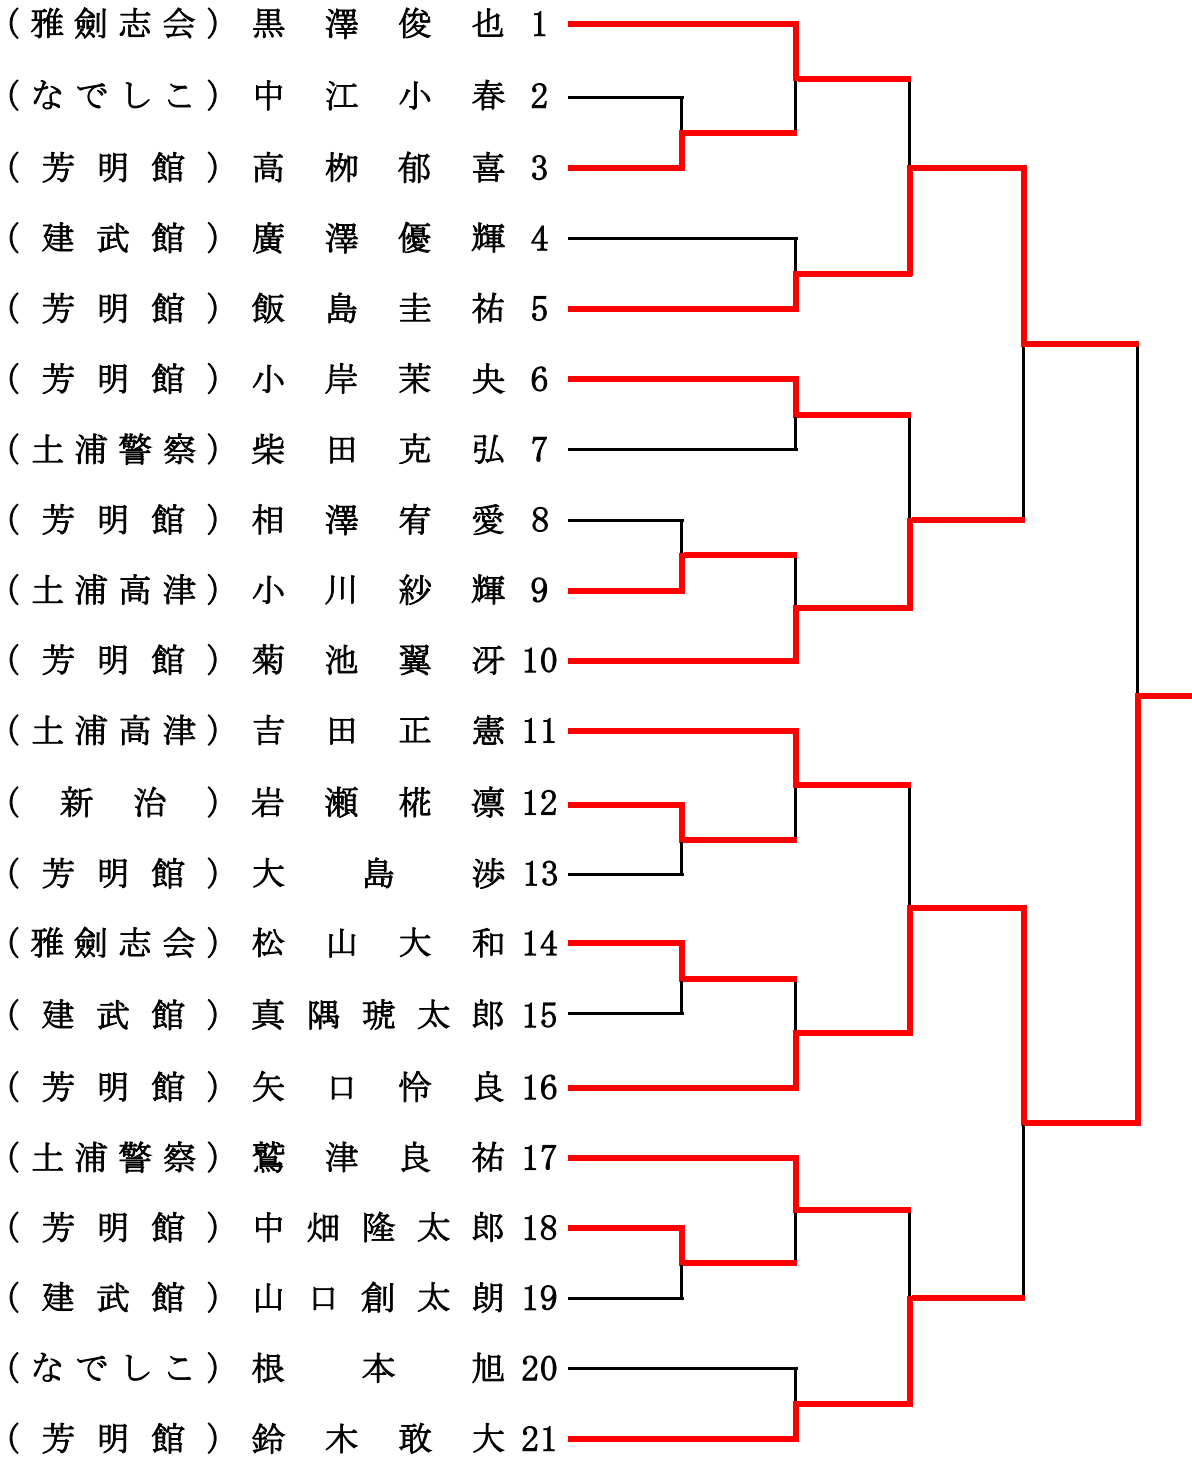 (雅劍志会) 黒澤俊也 1
(なでしこ) 中江小春 2
(芳明館) 高栁郁喜 3
(建武館) 廣澤優輝 4
(芳明館) 飯島圭祐 5
(芳明館) 小岸茉央 6
(土浦警察) 柴田克弘 7
(芳明館) 相澤宥愛 8
(土浦高津) 小川紗輝 9
(芳明館) 菊池翼冴 10
(土浦高津) 吉田正憲 11
(新治) 岩瀬椛凛 12
(芳明館) 大島渉 13
(雅劍志会) 松山大和 14
(建武館) 真隅琥太郎 15
(芳明館) 矢口怜良 16
(土浦警察) 鷲津良祐 17
(芳明館) 中畑隆太郎 18
(建武館) 山口創太朗 19
(なでしこ) 根本旭 20
(芳明館) 鈴木敢大 21